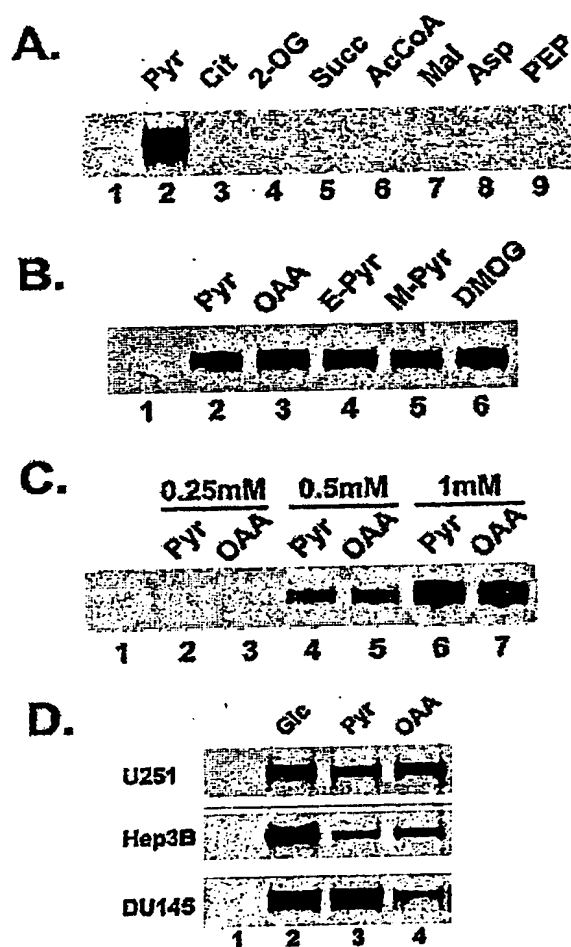 A.
Pyr Cit 2-OG Succ AcCoA Mal Asp PEP
1 2 3 4 5 6 7 8 9
B.
Pyr OAA E-Pyr M-Pyr DMOG
1 2 3 4 5 6
C.
0.25mM 0.5mM 1mM
Pyr OAA Pyr OAA Pyr OAA
1 2 3 4 5 6 7
D.
Glc Pyr OAA
U251
Hep3B
DU145
1 2 3 4